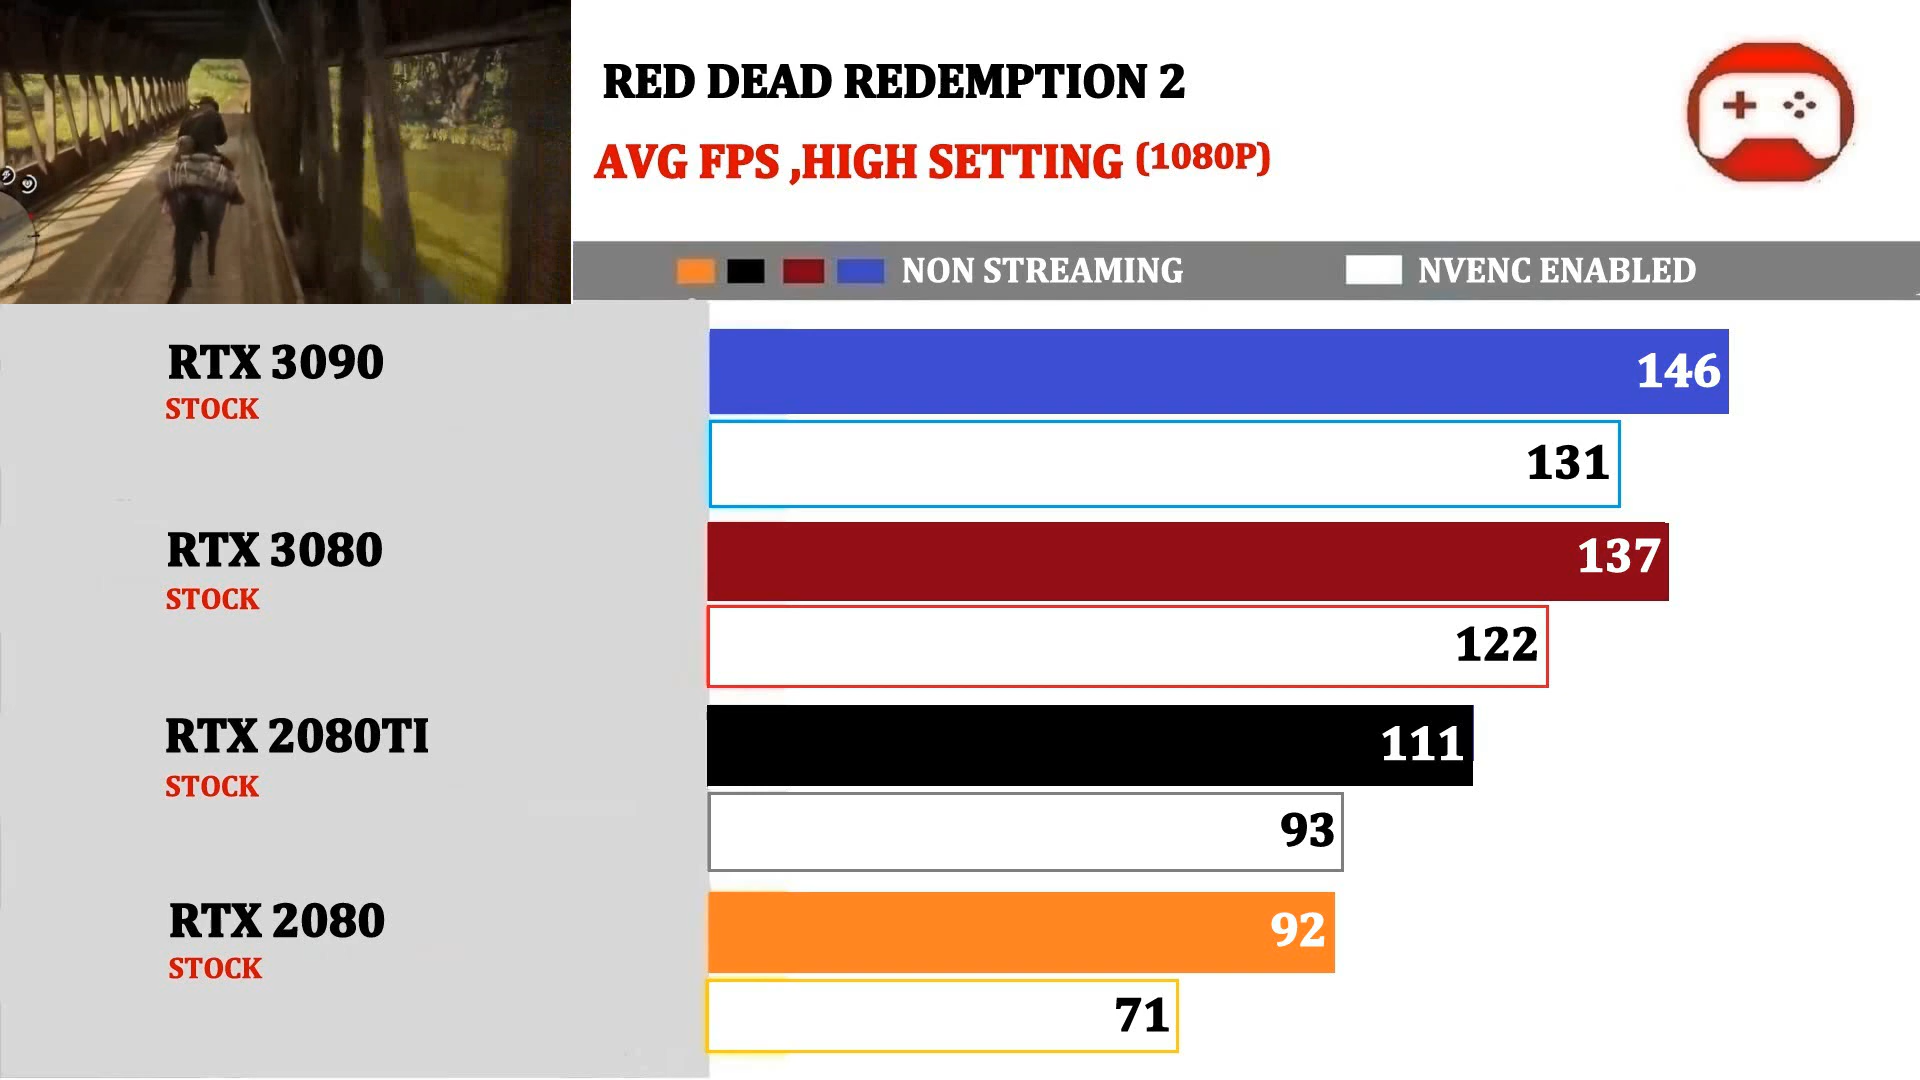 RED DEAD REDEMPTION 2
AVG FPS ,HIGH SETTING (1080P)
NON STREAMING NVENC ENABLED
RTX 3090
STOCK
146
131
RTX 3080
STOCK
137
122
RTX 2080TI
STOCK
111
93
RTX 2080
STOCK
92
71